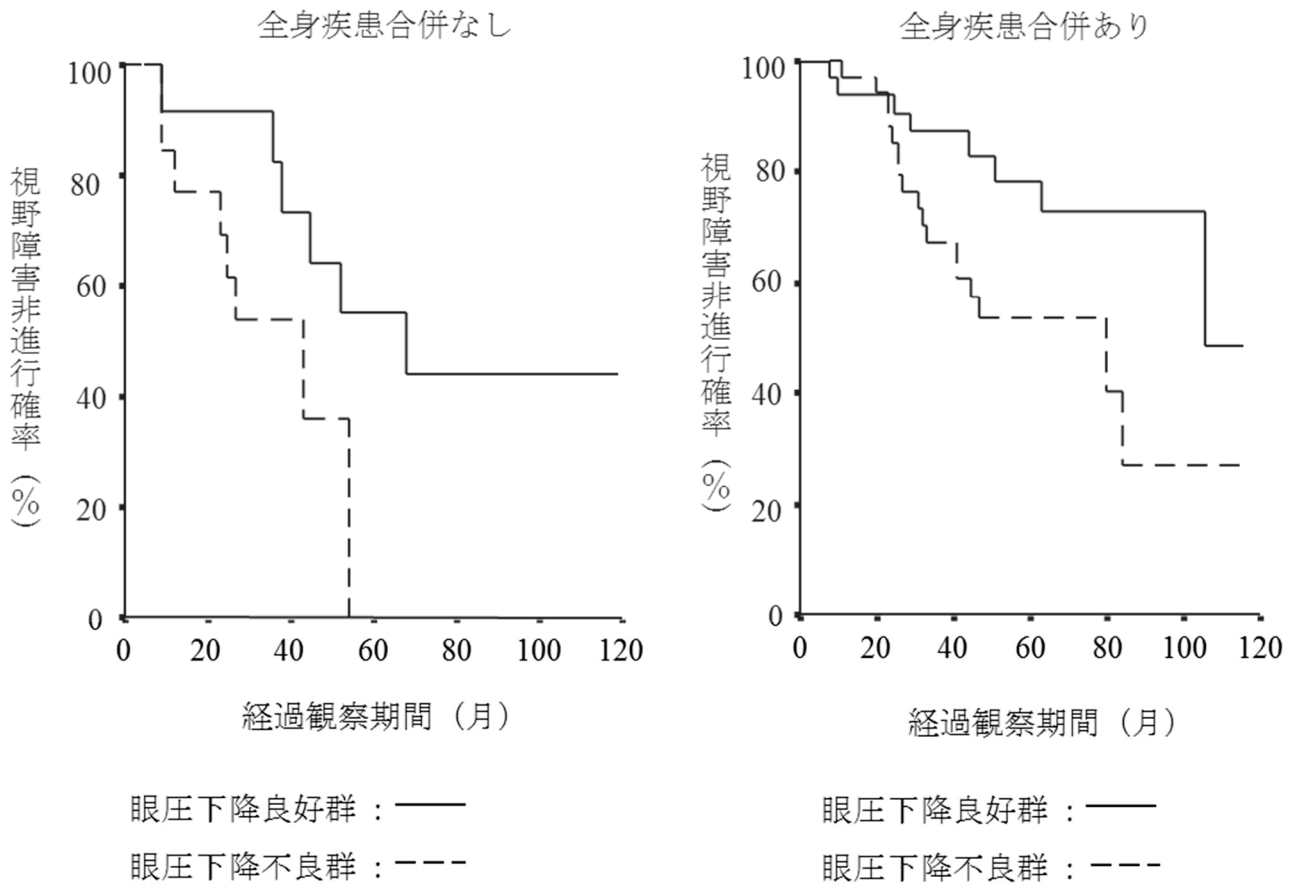 全身疾患合併なし
視野障害非進行確率(%)
100
80
60
40
20
0
0 20 40 60 80 100 120
経過観察期間(月)
眼圧下降良好群:
眼圧下降不良群:
全身疾患合併あり
視野障害非進行確率(%)
100
80
60
40
20
0
0 20 40 60 80 100 120
経過観察期間(月)
眼圧下降良好群:
眼圧下降不良群: